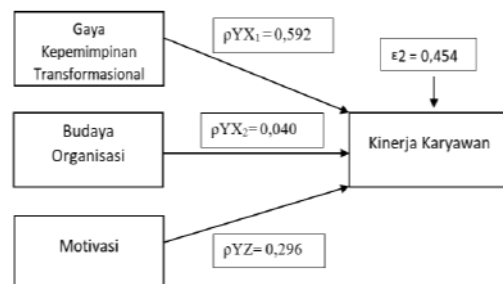 Gaya
Kepemimpinan
Transformasional
ρYX₁=0,592
ε2 = 0,454
Budaya
Organisasi
ρYX₂=0,040
Kinerja Karyawan
Motivasi
ρYZ= 0,296